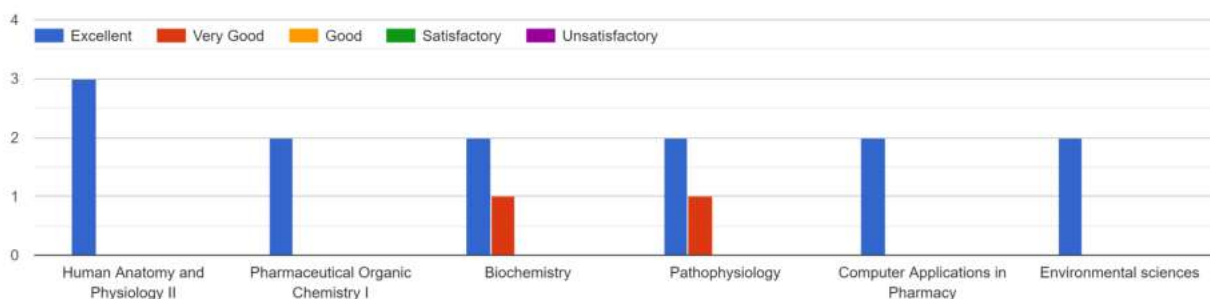 4
Excellent Very Good Good Satisfactory Unsatisfactory
3
2
1
0
Human Anatomy and
Physiology II
Pharmaceutical Organic
Chemistry I
Biochemistry
Pathophysiology
Computer Applications in
Pharmacy
Environmental sciences